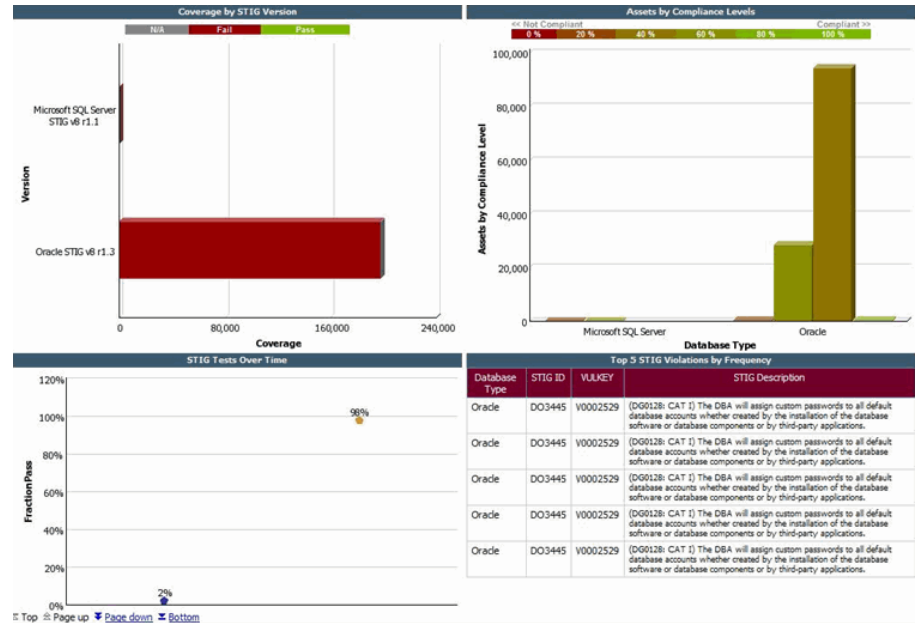 Coverage by STIG Version
N/A Fail Pass
Microsoft SQL Server
STIG v8 r1.1
Version
Oracle STIG v8 r1.3
0 80,000 160,000 240,000
Coverage
Assets by Compliance Levels
<< Not Compliant Compliant >>
0 % 20 % 40 % 60 % 80 % 100 %
100,000
80,000
60,000
40,000
20,000
0
Assets by Compliance Level
Microsoft SQL Server Oracle
Database Type
STIG Tests Over Time
120%
100%
80%
60%
40%
20%
0%
FractionPass
98%
2%
Top 5 STIG Violations by Frequency
Database
Type STIG ID VULKEY STIG Description
Oracle DO3445 V0002529 (DG0128: CAT I) The DBA will assign custom passwords to all default
database accounts whether created by the installation of the database
software or database components or by third-party applications.
Oracle DO3445 V0002529 (DG0128: CAT I) The DBA will assign custom passwords to all default
database accounts whether created by the installation of the database
software or database components or by third-party applications.
Oracle DO3445 V0002529 (DG0128: CAT I) The DBA will assign custom passwords to all default
database accounts whether created by the installation of the database
software or database components or by third-party applications.
Oracle DO3445 V0002529 (DG0128: CAT I) The DBA will assign custom passwords to all default
database accounts whether created by the installation of the database
software or database components or by third-party applications.
Oracle DO3445 V0002529 (DG0128: CAT I) The DBA will assign custom passwords to all default
database accounts whether created by the installation of the database
software or database components or by third-party applications.
Top Page up Page down Bottom